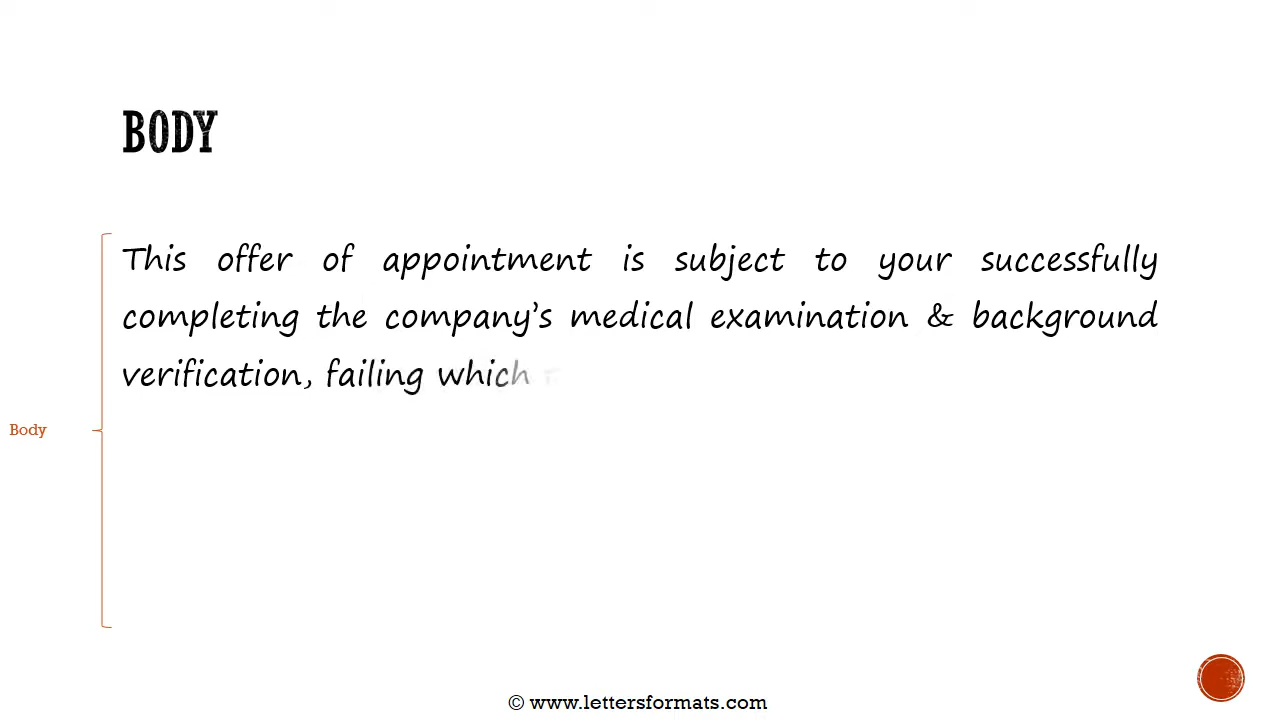 BODY
This offer of appointment is subject to your successfully
completing the company's medical examination & background
verification, failing which
Body
© www.lettersformats.com